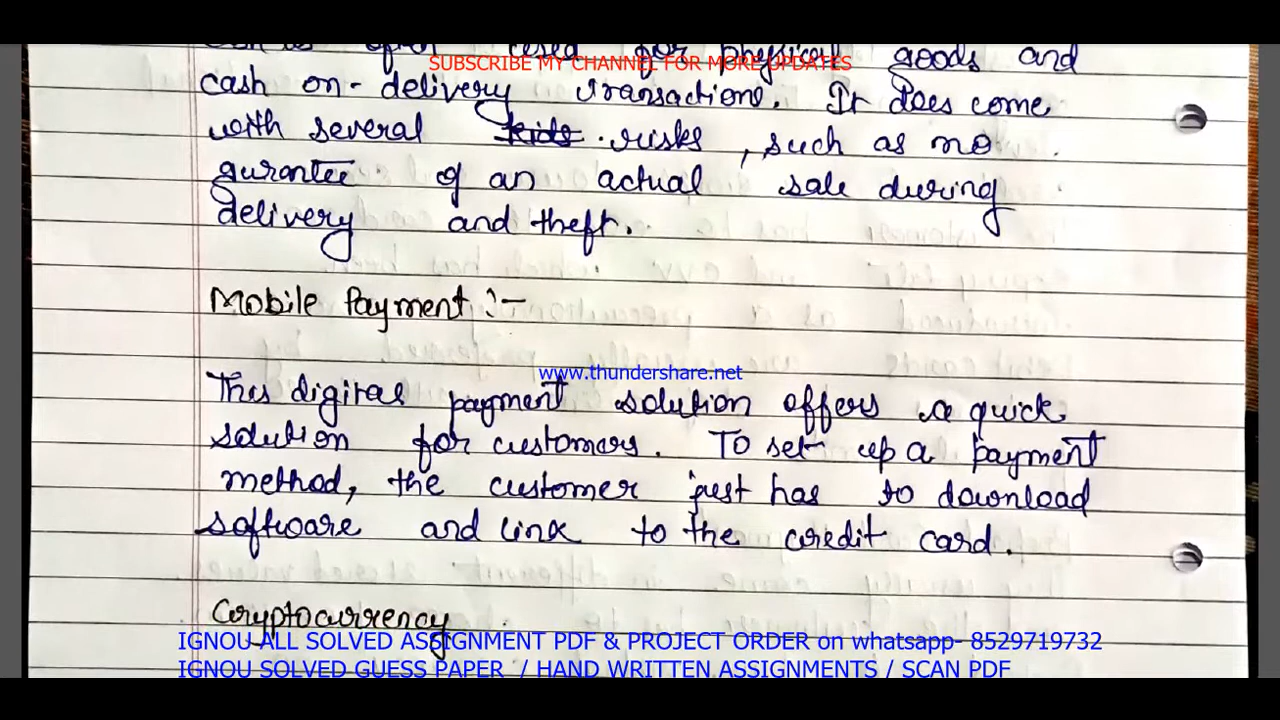 often used for physical goods and
SUBSCRIBE MY CHANNEL FOR MORE UPDATES
cash on-delivery transactions. It does come
with several risks, such as no
gurantee of an actual sale during
delivery and theft.
Mobile Payment :-
www.thundershare.net
This digital payment solution offers a quick
solution for customers. To set up a payment
method, the customer just has to download
software and link to the credit card.
Cryptocurrency
IGNOU ALL SOLVED ASSIGNMENT PDF & PROJECT ORDER on whatsapp- 8529719732
IGNOU SOLVED GUESS PAPER / HAND WRITTEN ASSIGNMENTS / SCAN PDF